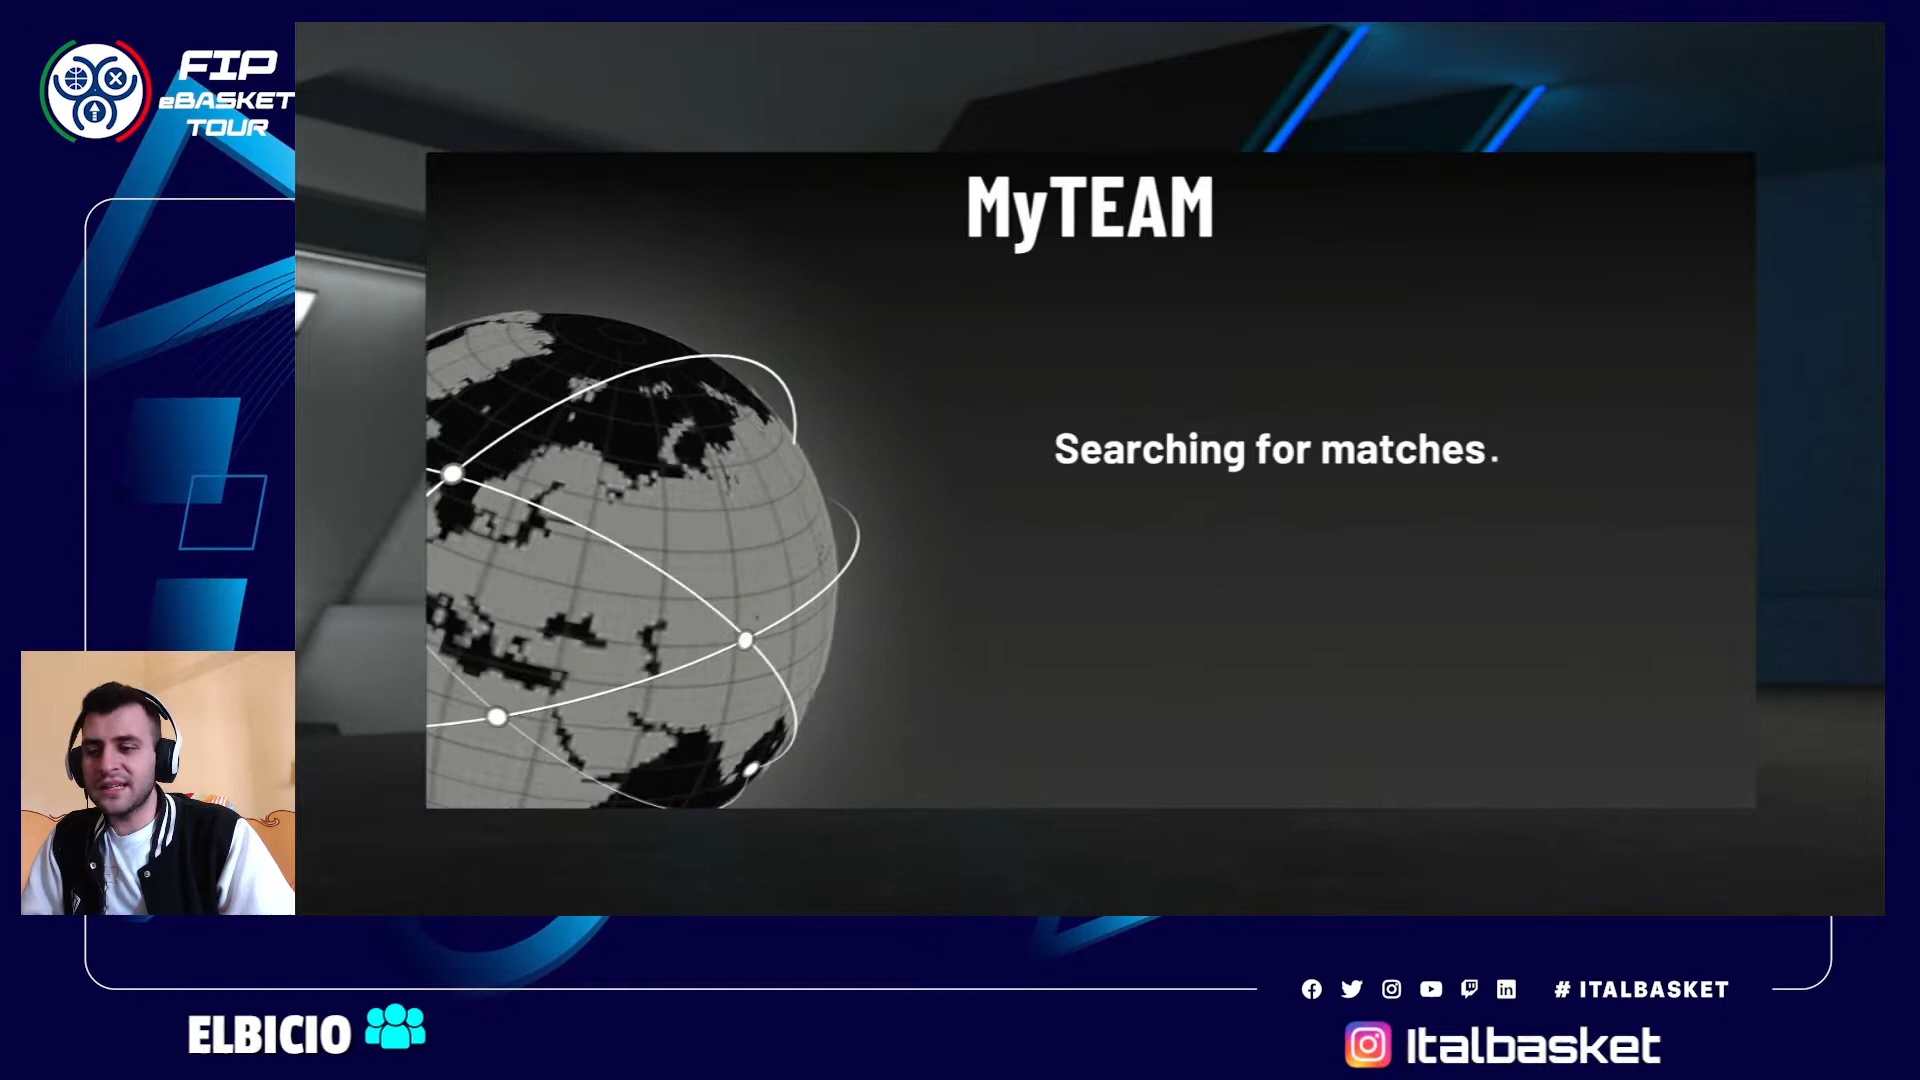 FIP
eBASKET
TOUR
MyTEAM
Searching for matches.
# ITALBASKET
ELBICIO
Italbasket